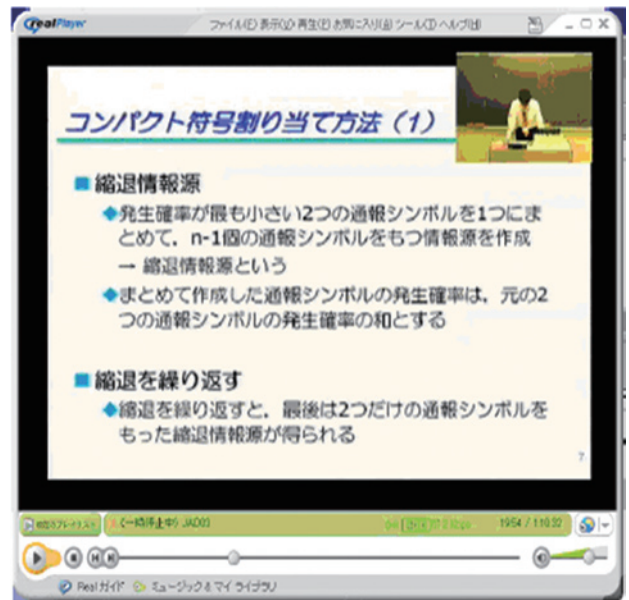 realPlayer ファイル(F) 表示(V) 再生(P) お気に入り(A) ツール(T) ヘルプ(H)
コンパクト符号割り当て方法(1)
■縮退情報源
◆発生確率が最も小さい2つの通報シンボルを1つにま
とめて，n-1個の通報シンボルをもつ情報源を作成
→ 縮退情報源という
◆まとめて作成した通報シンボルの発生確率は，元の2
つの通報シンボルの発生確率の和とする
■縮退を繰り返す
◆縮退を繰り返すと，最後は2つだけの通報シンボルを
もった縮退情報源が得られる
7
(一時停止中) JAD03
Real ガイド ミュージック & マイ ライブラリ